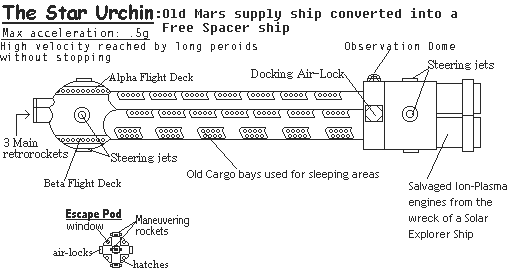 The Star Urchin:Old Mars supply ship converted into a
Free Spacer ship
Max acceleration: .5g
High velocity reached by long peroids
without stopping
Observation Dome
Alpha Flight Deck
Docking Air-Lock
Steering jets
3 Main
retrorockets
Steering jets
Beta Flight Deck
Old Cargo bays used for sleeping areas
Salvaged Ion-Plasma
engines from the
wreck of a Solar
Explorer Ship
Escape Pod
window
Maneuvering
rockets
air-locks
hatches